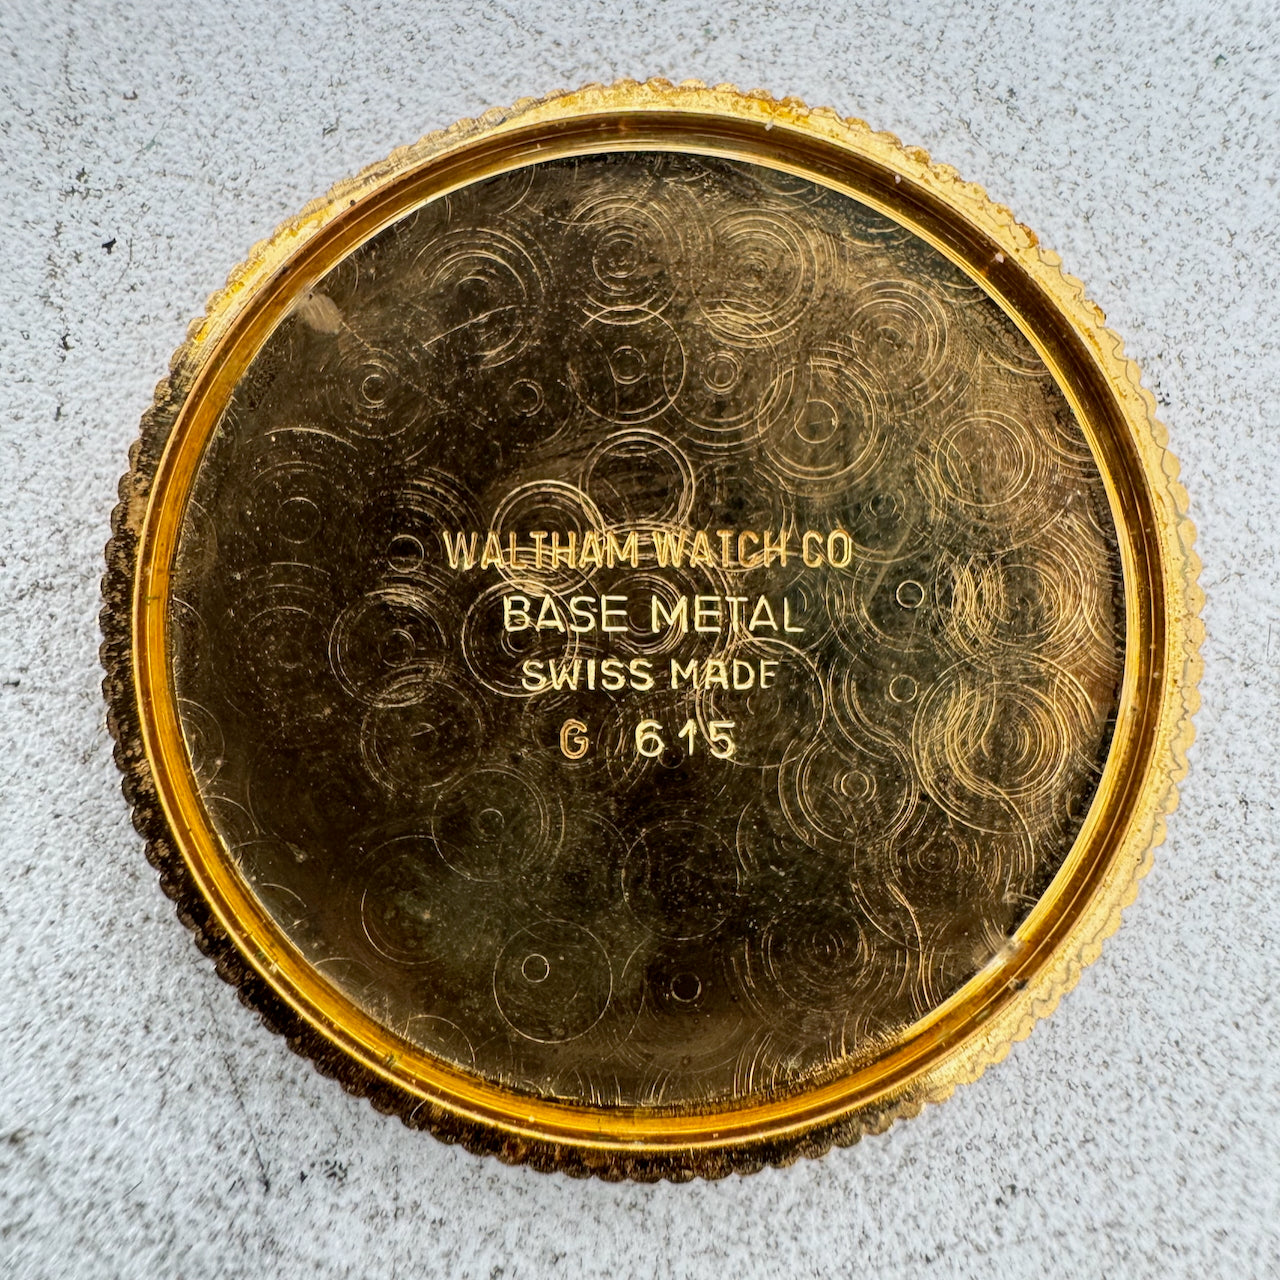 WALTHAM WATCH CO
BASE METAL
SWISS MADE
G 615